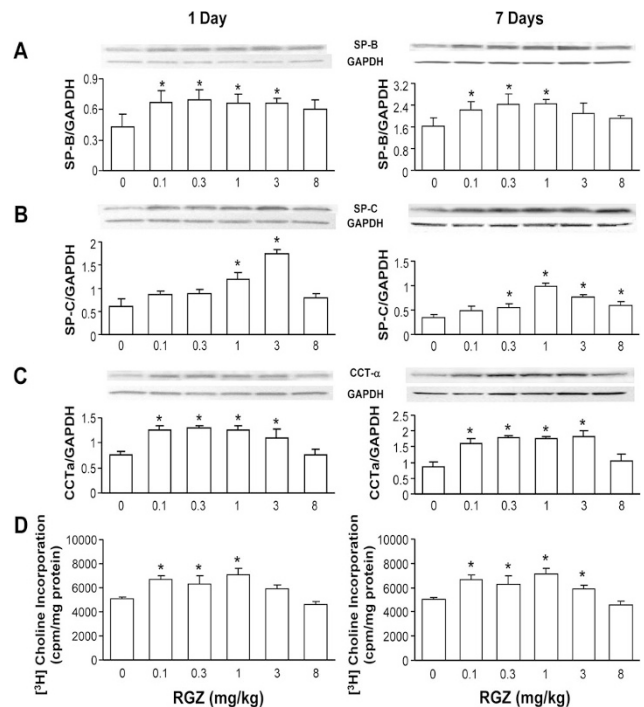 1 Day
7 Days
A
SP-B
GAPDH
SP-B/GAPDH
0.9
0.6
0.3
0
* * * *
0 0.1 0.3 1 3 8
SP-B/GAPDH
3.2
2.4
1.6
0.8
0
* * *
0 0.1 0.3 1 3 8
B
SP-C
GAPDH
SP-C/GAPDH
2
1.5
1
0.5
0
* *
0 0.1 0.3 1 3 8
SP-C/GAPDH
1.5
1
0.5
0
* * * *
0 0.1 0.3 1 3 8
C
CCT-α
GAPDH
CCTa/GAPDH
1.5
1
0.5
0
* * * *
0 0.1 0.3 1 3 8
CCTa/GAPDH
2.5
2
1.5
1
0.5
0
* * * *
0 0.1 0.3 1 3 8
D
[³H] Choline Incorporation
(cpm/mg protein)
10000
8000
6000
4000
2000
0
* * *
0 0.1 0.3 1 3 8
RGZ (mg/kg)
[³H] Choline Incorporation
(cpm/mg protein)
10000
8000
6000
4000
2000
0
* * * *
0 0.1 0.3 1 3 8
RGZ (mg/kg)